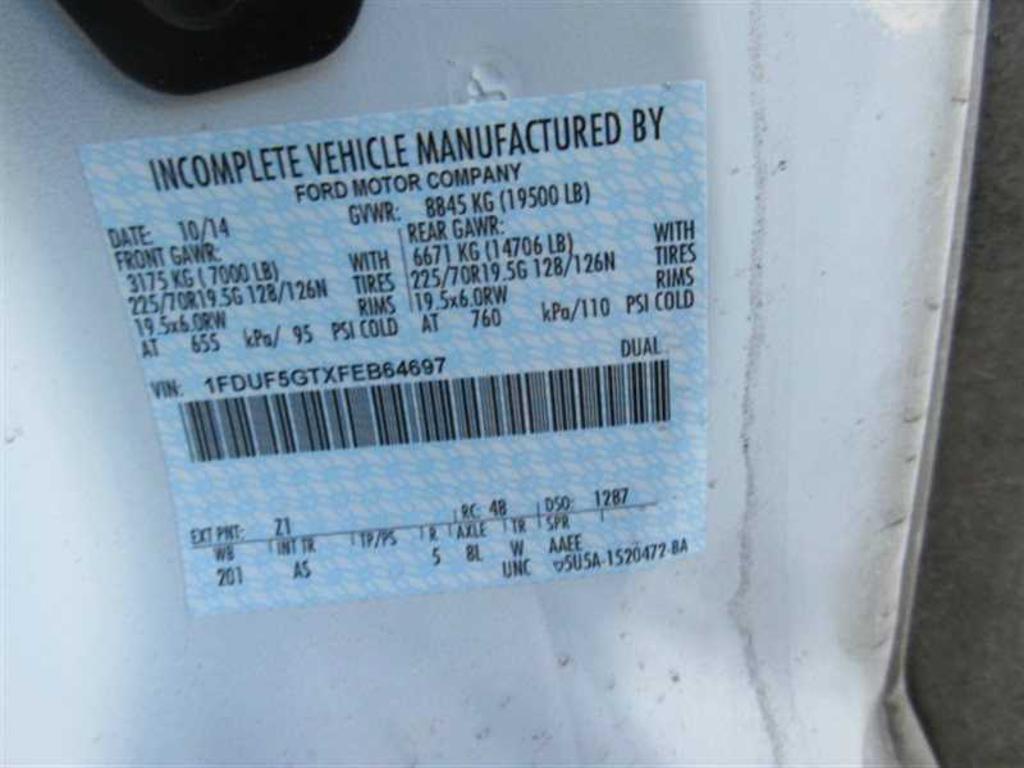 INCOMPLETE VEHICLE MANUFACTURED BY
FORD MOTOR COMPANY
DATE: 10/14 GVWR: 8845 KG (19500 LB)
FRONT GAWR: REAR GAWR:
3175 KG (7000 LB) WITH 6671 KG (14706 LB) WITH
225/70R19.5G 128/126N TIRES 225/70R19.5G 128/126N TIRES
19.5x6.0RW RIMS 19.5x6.0RW RIMS
AT 655 kPa/ 95 PSI COLD AT 760 kPa/110 PSI COLD
VIN: 1FDUF5GTXFEB64697 DUAL
EXT PNT: Z1 RC: 48 DSO: 1287
WB INT TR TP/PS R AXLE TR SPR
201 AS 5 8L W AAEE
UNC 5U5A-1520472-BA